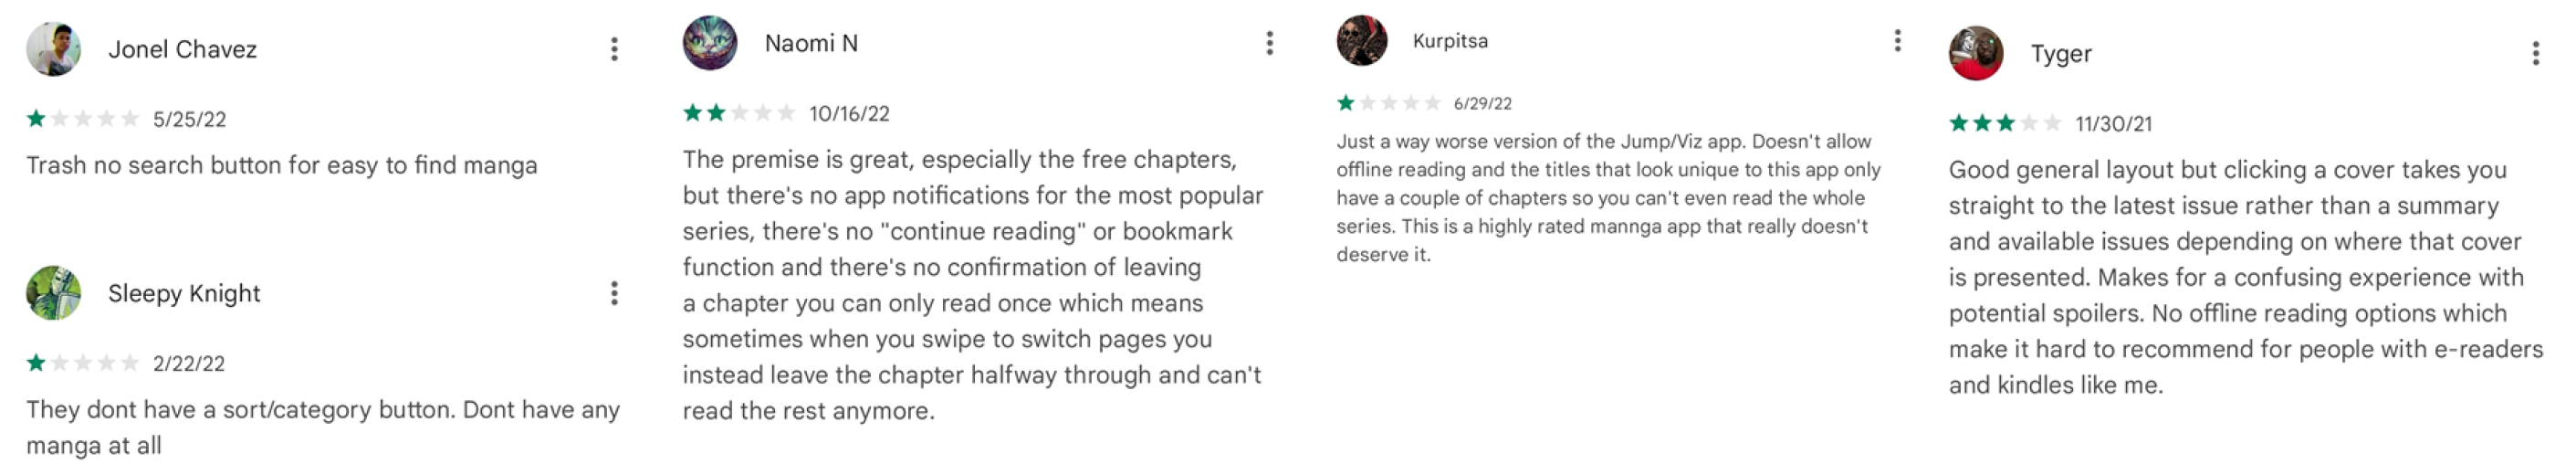 Jonel Chavez
5/25/22
Trash no search button for easy to find manga
Sleepy Knight
2/22/22
They dont have a sort/category button. Dont have any
manga at all
Naomi N
10/16/22
The premise is great, especially the free chapters,
but there's no app notifications for the most popular
series, there's no "continue reading" or bookmark
function and there's no confirmation of leaving
a chapter you can only read once which means
sometimes when you swipe to switch pages you
instead leave the chapter halfway through and can't
read the rest anymore.
Kurpitsa
6/29/22
Just a way worse version of the Jump/Viz app. Doesn't allow
offline reading and the titles that look unique to this app only
have a couple of chapters so you can't even read the whole
series. This is a highly rated mannga app that really doesn't
deserve it.
Tyger
11/30/21
Good general layout but clicking a cover takes you
straight to the latest issue rather than a summary
and available issues depending on where that cover
is presented. Makes for a confusing experience with
potential spoilers. No offline reading options which
make it hard to recommend for people with e-readers
and kindles like me.